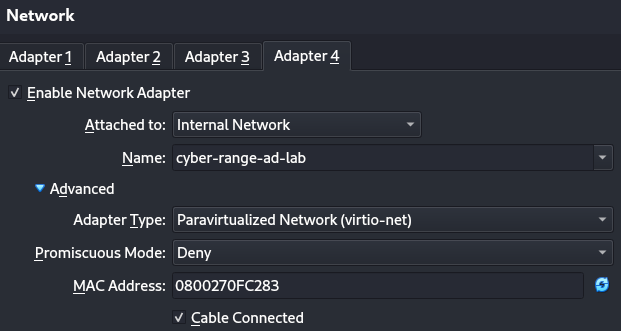 Network
Adapter 1 Adapter 2 Adapter 3 Adapter 4
Enable Network Adapter
Attached to: Internal Network
Name: cyber-range-ad-lab
Advanced
Adapter Type: Paravirtualized Network (virtio-net)
Promiscuous Mode: Deny
MAC Address: 0800270FC283
Cable Connected